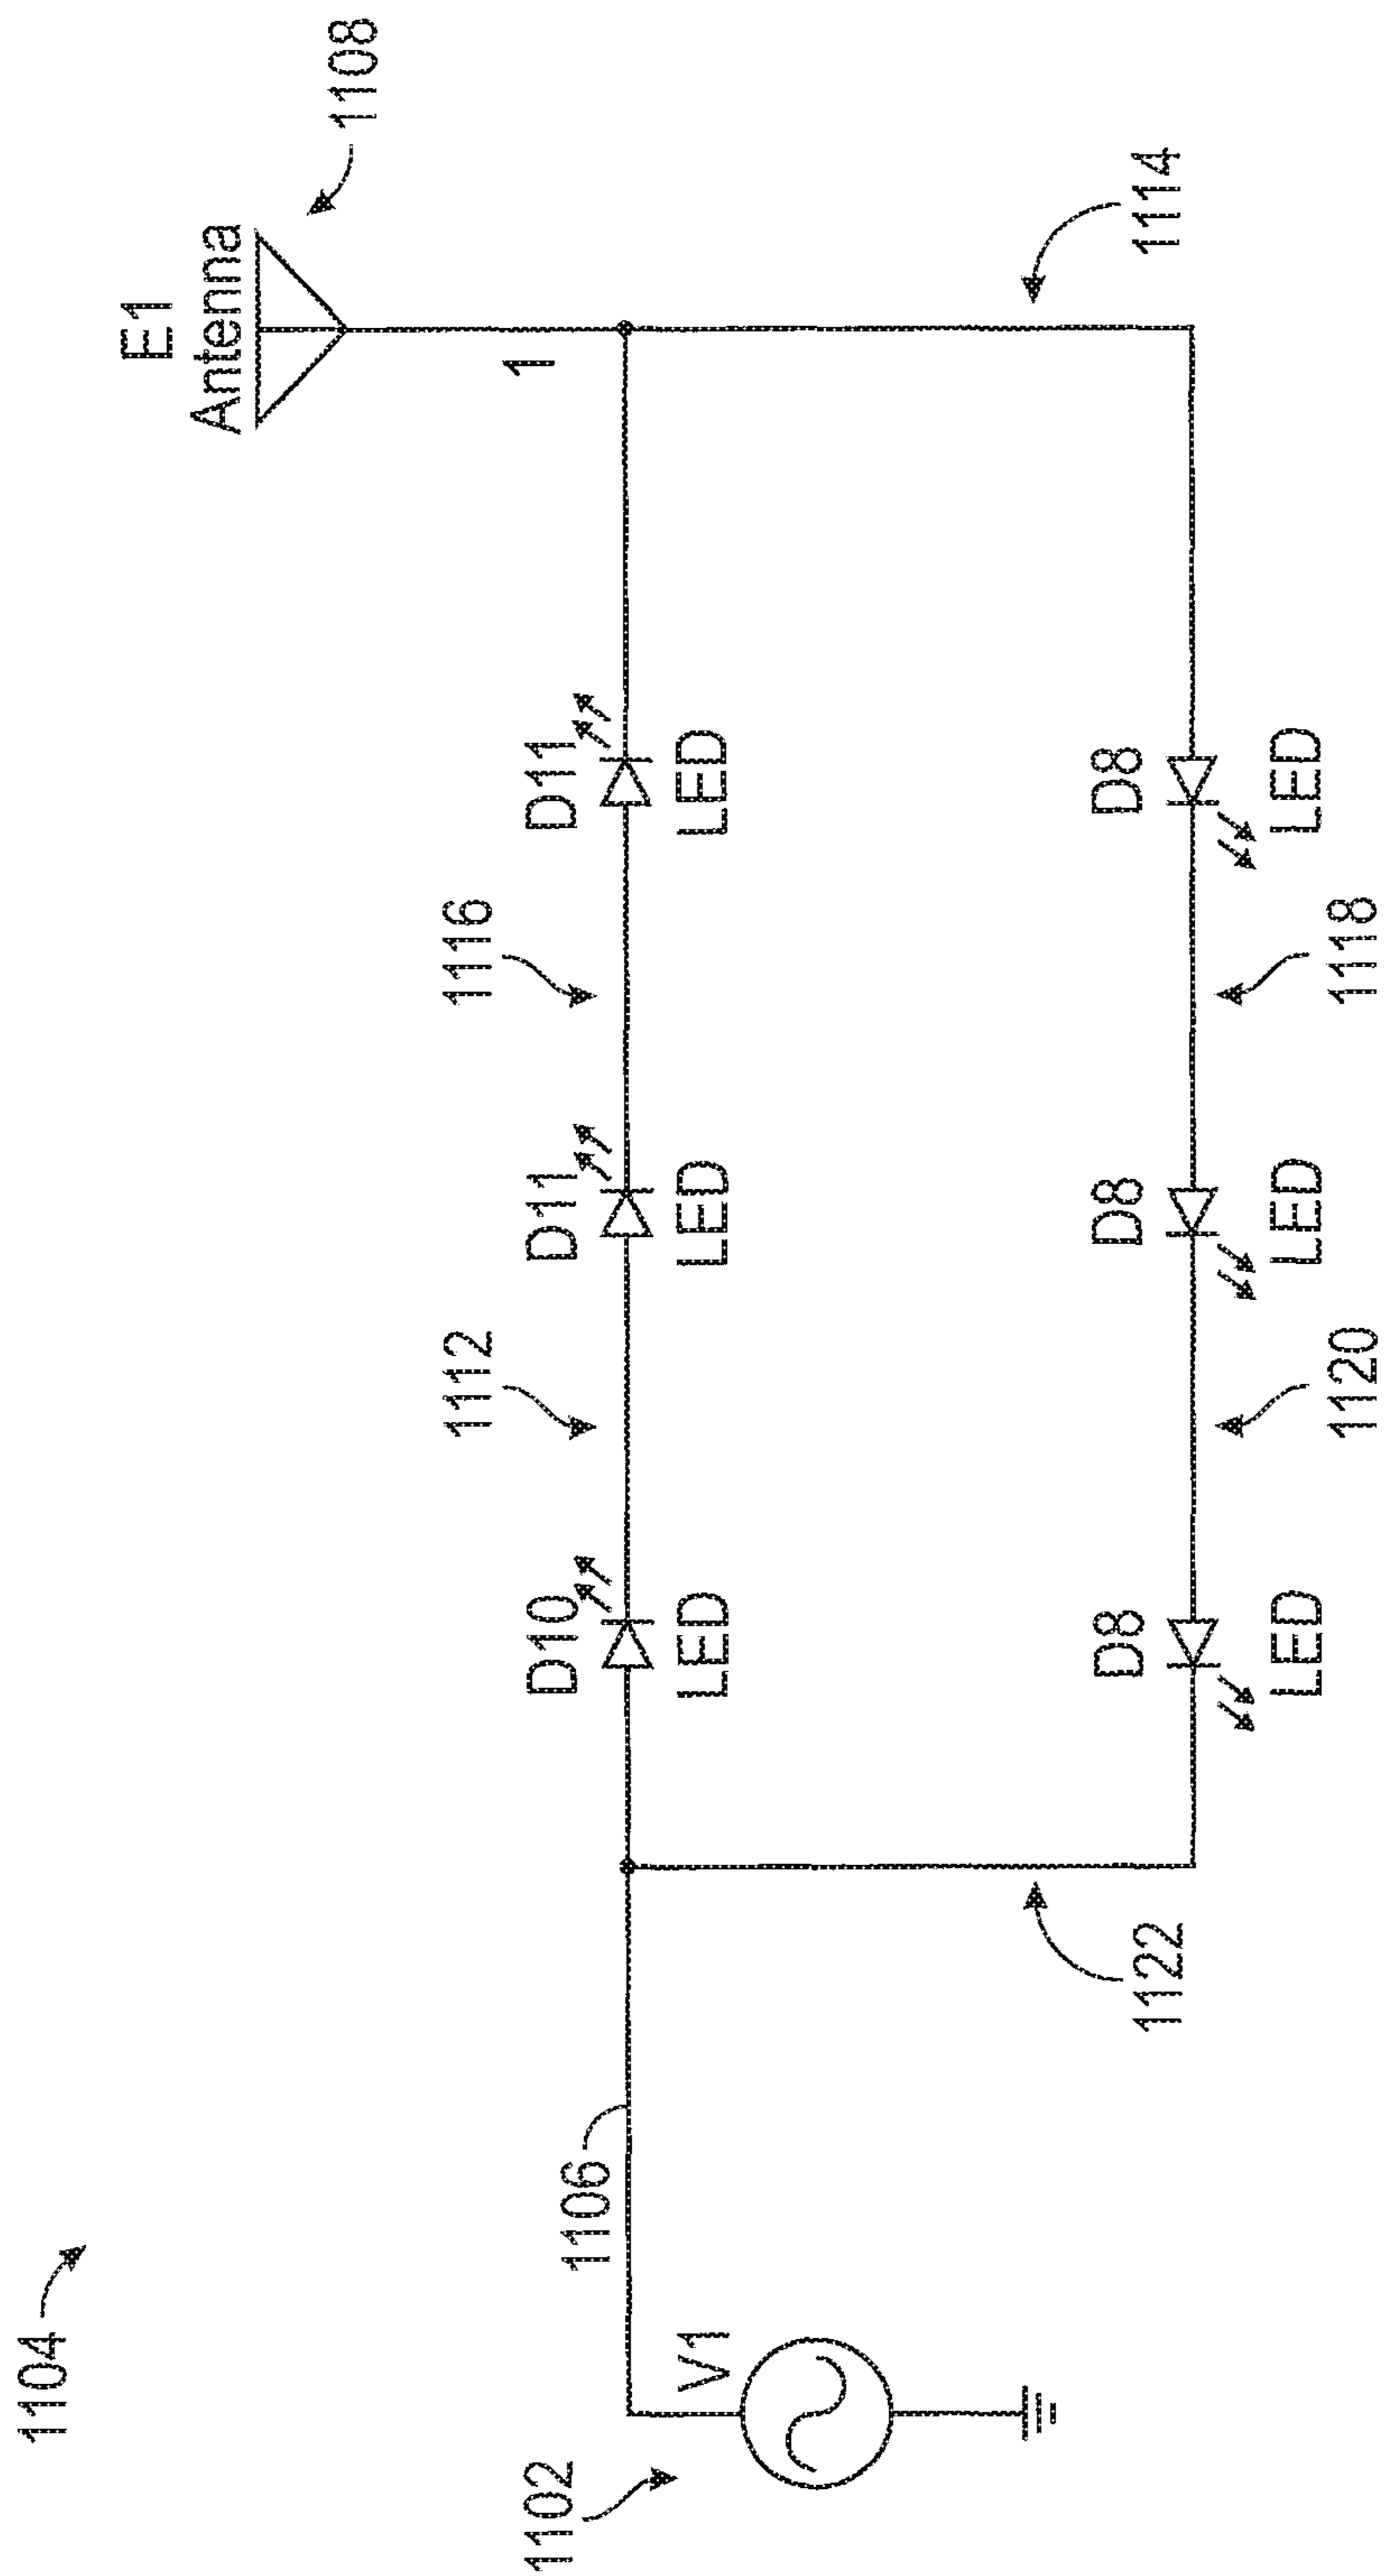 1104
1102
V1
1106
1122
1112
1116
D10
LED
D11
LED
D11
LED
1
E1
Antenna
1108
1114
D8
LED
D8
LED
D8
LED
1120
1118